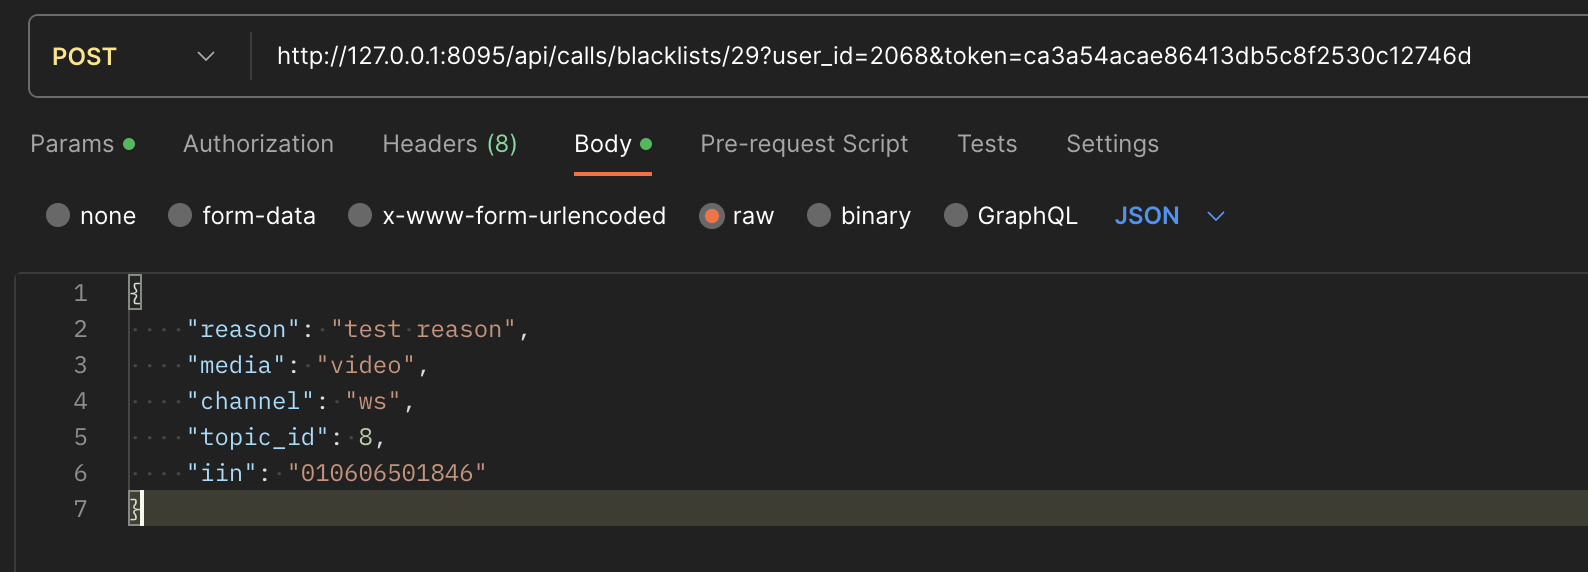 POST http://127.0.0.1:8095/api/calls/blacklists/29?user_id=2068&token=ca3a54acae86413db5c8f2530c12746d
Params Authorization Headers (8) Body Pre-request Script Tests Settings
none form-data x-www-form-urlencoded raw binary GraphQL JSON
1 {
2 "reason": "test reason",
3 "media": "video",
4 "channel": "ws",
5 "topic_id": 8,
6 "iin": "010606501846"
7 }